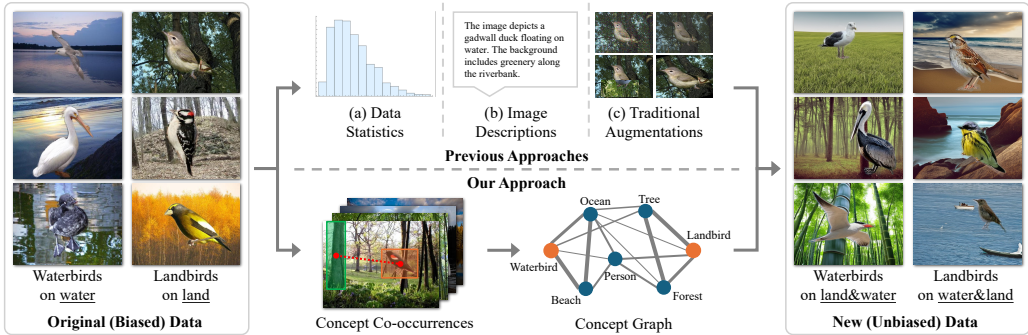 The image depicts a
gadwall duck floating on
water. The background
includes greenery along
the riverbank.
(a) Data
Statistics
(b) Image
Descriptions
(c) Traditional
Augmentations
Previous Approaches
Our Approach
Ocean
Tree
Landbird
Waterbird
Person
Beach
Forest
Concept Co-occurrences
Concept Graph
Waterbirds
on water
Landbirds
on land
Original (Biased) Data
Waterbirds
on land&water
Landbirds
on water&land
New (Unbiased) Data